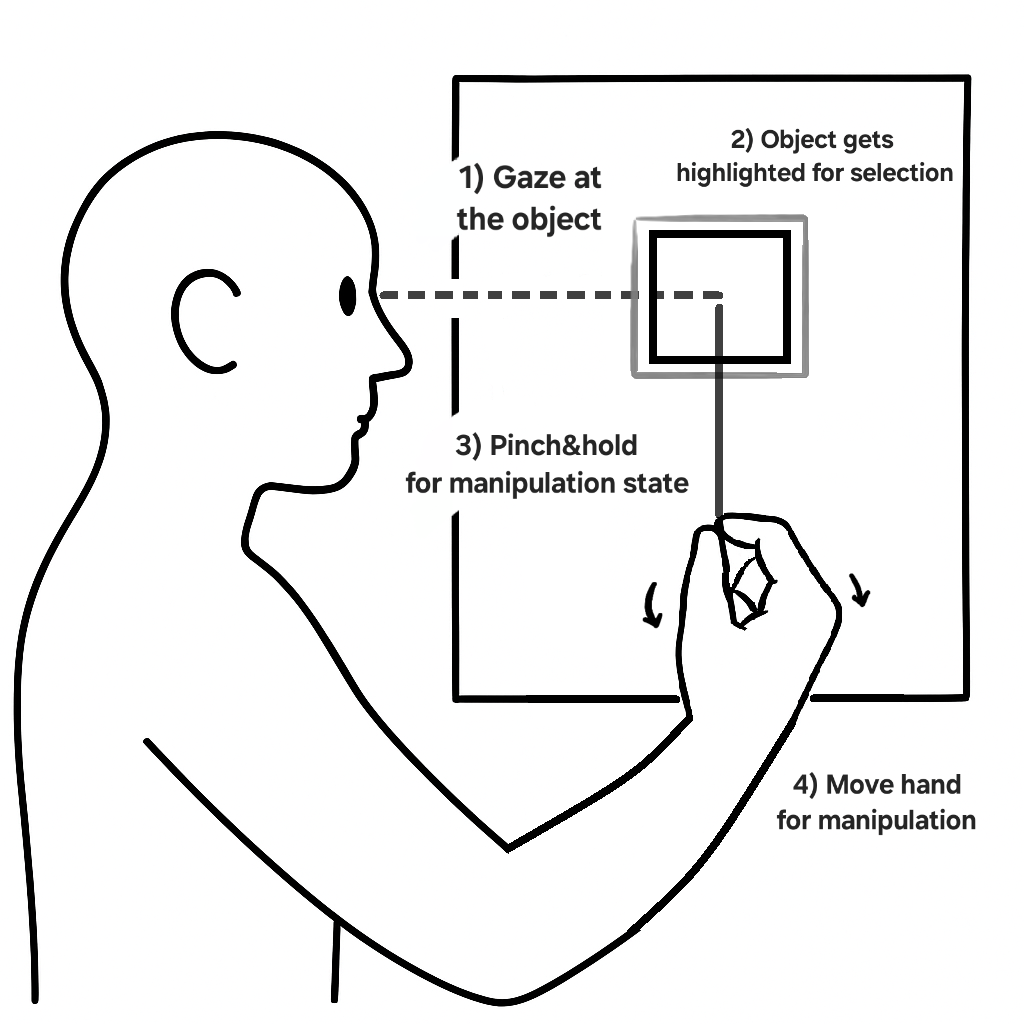 1) Gaze at
the object
2) Object gets
highlighted for selection
3) Pinch&hold
for manipulation state
4) Move hand
for manipulation